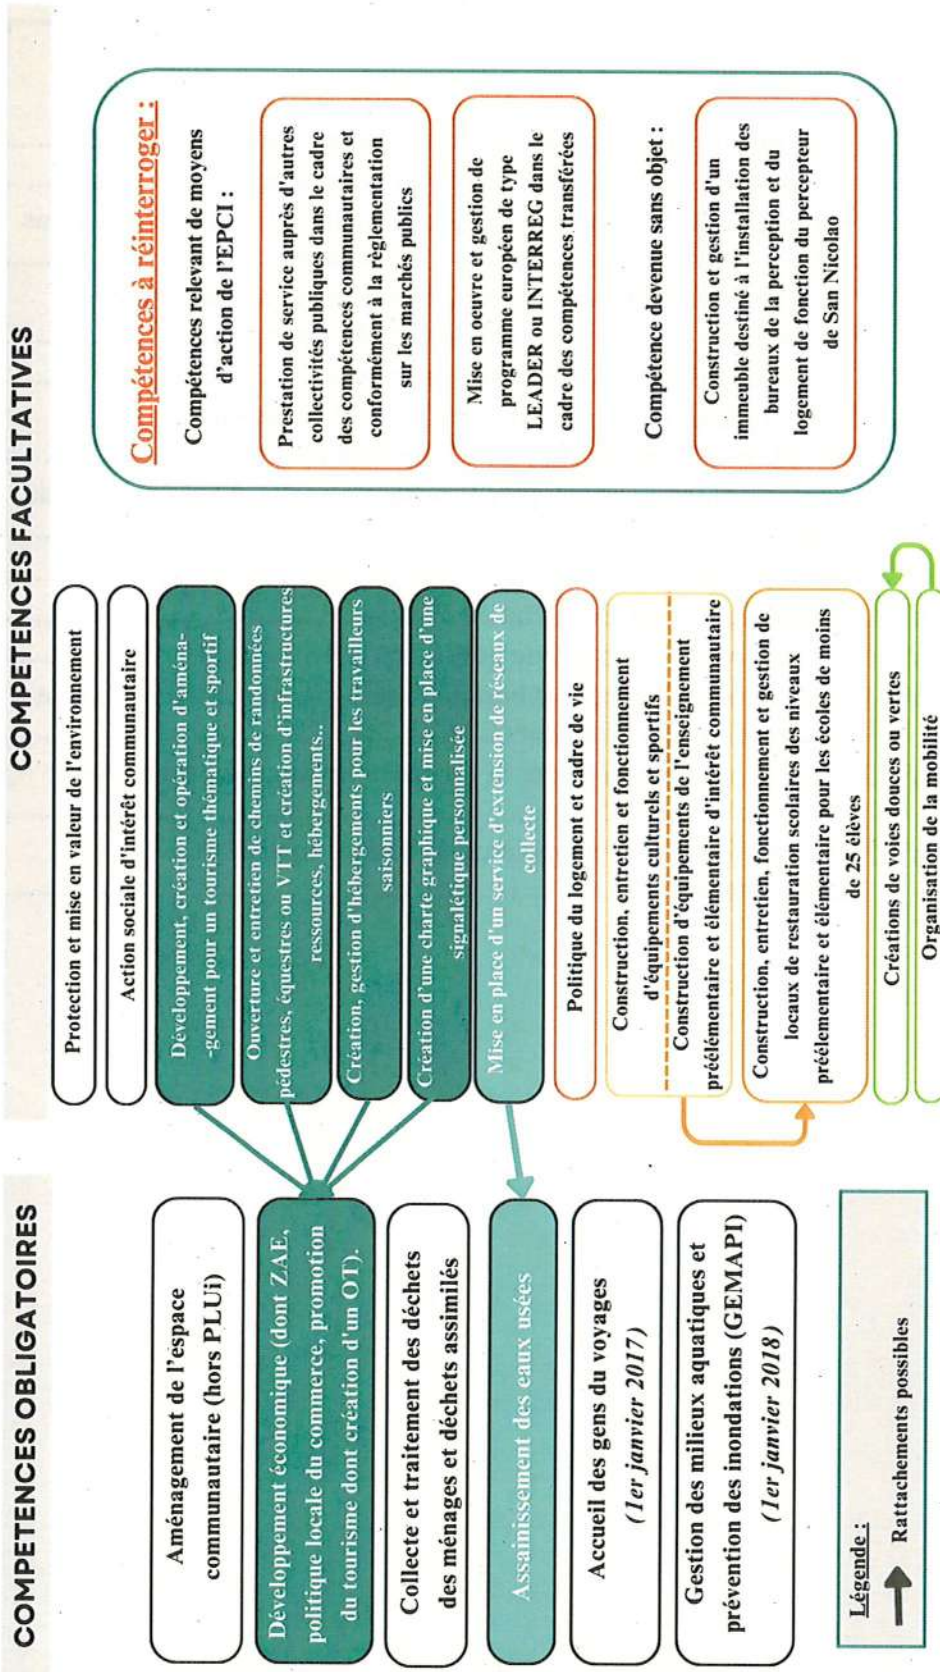 COMPETENCES OBLIGATOIRES
Aménagement de l'espace
communautaire (hors PLUi)
Développement économique (dont ZAE,
politique locale du commerce, promotion
du tourisme dont création d'un OT).
Collecte et traitement des déchets
des ménages et déchets assimilés
Assainissement des eaux usées
Accueil des gens du voyages
(1er janvier 2017)
Gestion des milieux aquatiques et
prévention des inondations (GEMAPI)
(1er janvier 2018)
Légende :
Rattachements possibles
COMPETENCES FACULTATIVES
Protection et mise en valeur de l'environnement
Action sociale d'intérêt communautaire
Développement, création et opération d'aména-
-gement pour un tourisme thématique et sportif
Ouverture et entretien de chemins de randonnées
pédestres, équestres ou VTT et création d'infrastructures
ressources, hébergements..
Création, gestion d'hébergements pour les travailleurs
saisonniers
Création d'une charte graphique et mise en place d'une
signalétique personnalisée
Mise en place d'un service d'extension de réseaux de
collecte
Politique du logement et cadre de vie
Construction, entretien et fonctionnement
d'équipements culturels et sportifs
Construction d'équipements de l'enseignement
préélémentaire et élémentaire d'intérêt communautaire
Construction, entretien, fonctionnement et gestion de
locaux de restauration scolaires des niveaux
préélementaire et élémentaire pour les écoles de moins
de 25 élèves
Créations de voies douces ou vertes
Organisation de la mobilité
Compétences à réinterroger :
Compétences relevant de moyens
d'action de l'EPCI :
Prestation de service auprès d'autres
collectivités publiques dans le cadre
des compétences communautaires et
conformément à la règlementation
sur les marchés publics
Mise en oeuvre et gestion de
programme européen de type
LEADER ou INTERREG dans le
cadre des compétences transférées
Compétence devenue sans objet :
Construction et gestion d'un
immeuble destiné à l'installation des
bureaux de la perception et du
logement de fonction du percepteur
de San Nicolao